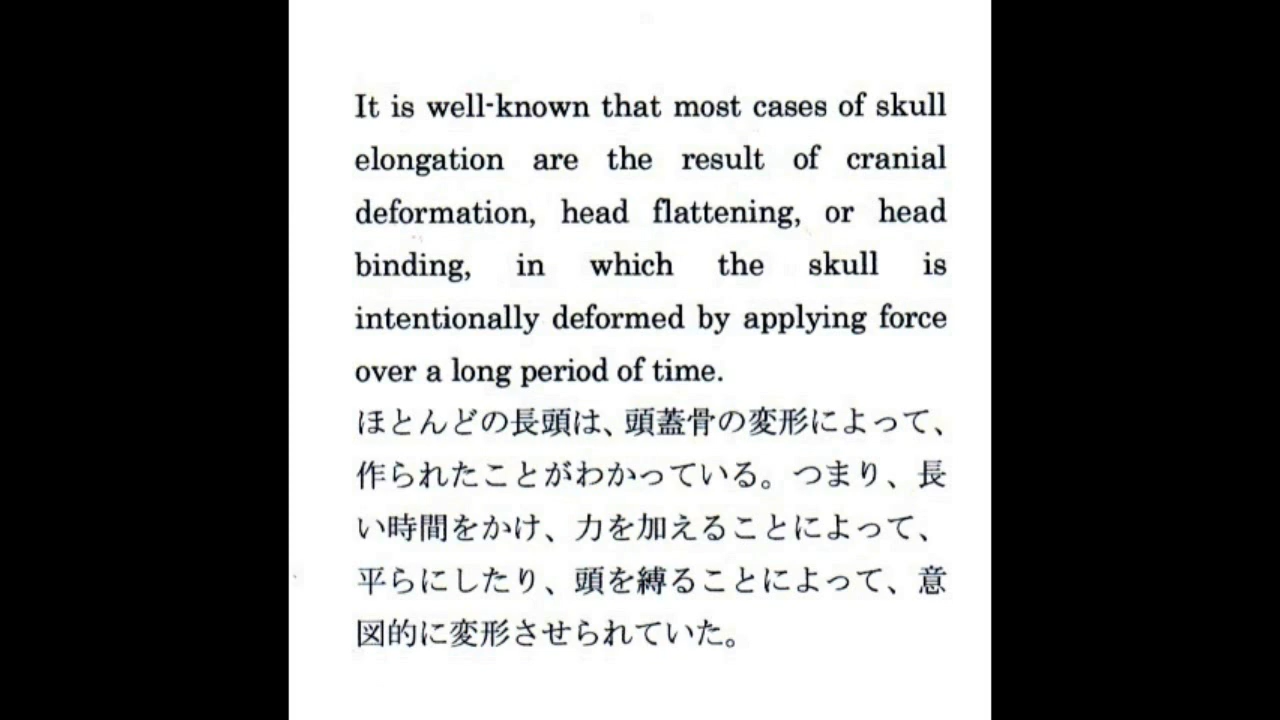 It is well-known that most cases of skull
elongation are the result of cranial
deformation, head flattening, or head
binding, in which the skull is
intentionally deformed by applying force
over a long period of time.
ほとんどの長頭は、頭蓋骨の変形によって、
作られたことがわかっている。つまり、長
い時間をかけ、力を加えることによって、
平らにしたり、頭を縛ることによって、意
図的に変形させられていた。